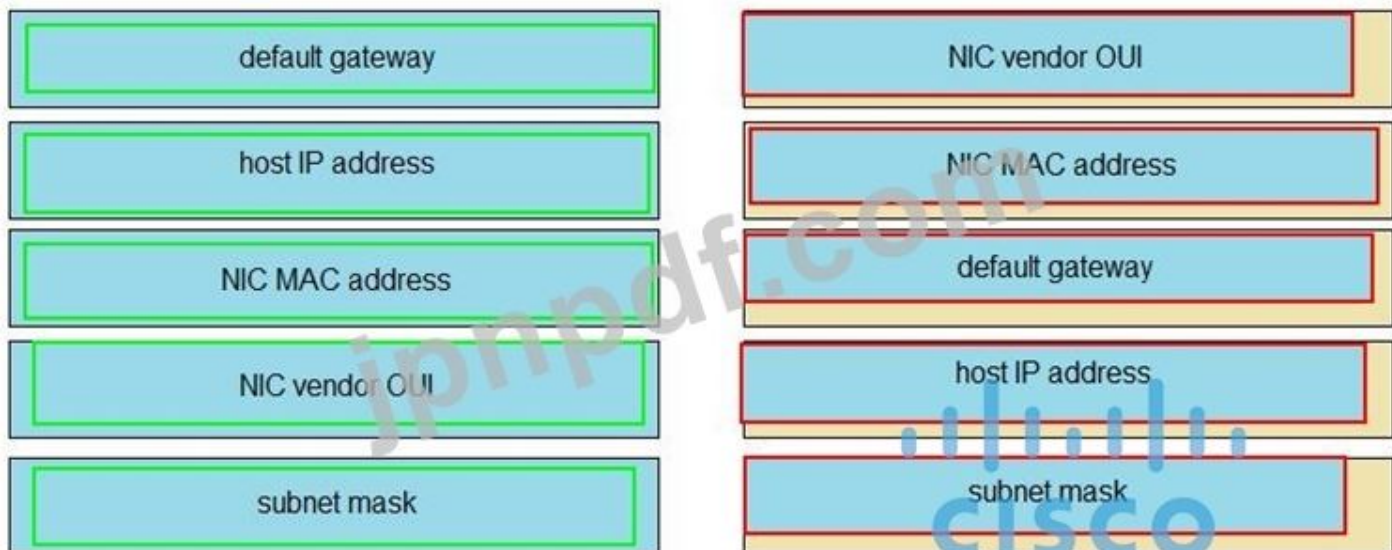 default gateway
host IP address
NIC MAC address
NIC vendor OUI
subnet mask
NIC vendor OUI
NIC MAC address
default gateway
host IP address
subnet mask
jpnpdf.com
cisco